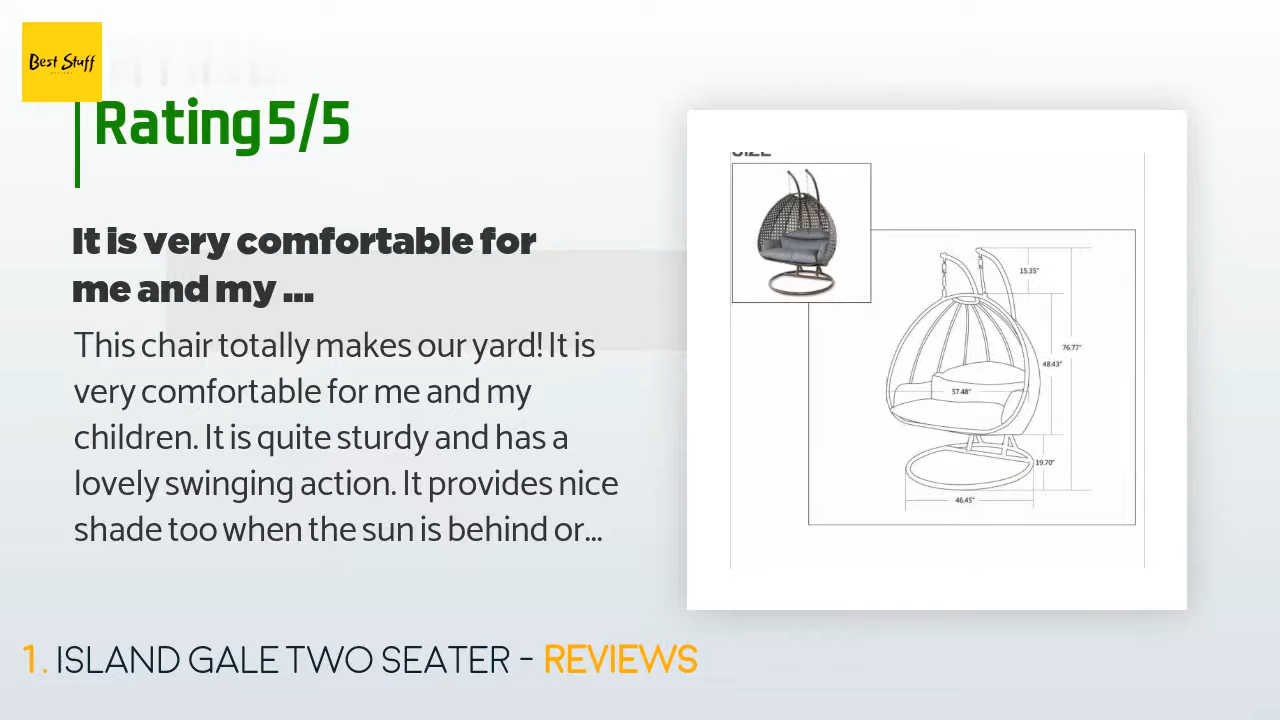 Best Stuff
Rating 5/5
It is very comfortable for
me and my ...
This chair totally makes our yard! It is
very comfortable for me and my
children. It is quite sturdy and has a
lovely swinging action. It provides nice
shade too when the sun is behind or...
SIZE
15.35"
76.77"
48.43"
57.48"
19.70"
46.45"
1. ISLAND GALE TWO SEATER - REVIEWS